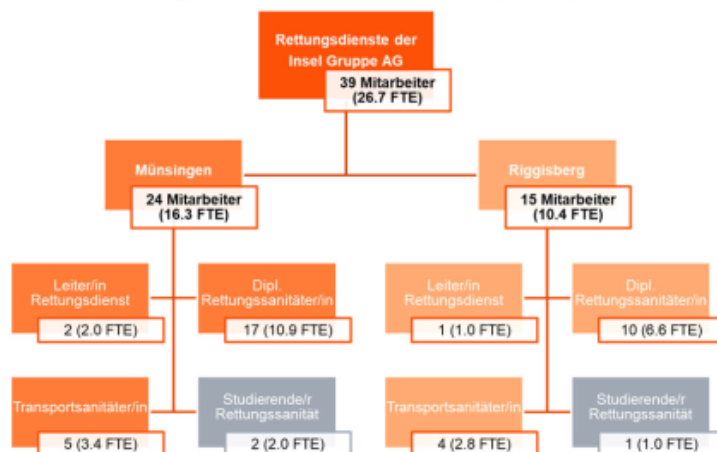 Rettungsdienste der
Insel Gruppe AG
39 Mitarbeiter
(26.7 FTE)
Münsingen
24 Mitarbeiter
(16.3 FTE)
Riggisberg
15 Mitarbeiter
(10.4 FTE)
Leiter/in
Rettungsdienst
2 (2.0 FTE)
Dipl.
Rettungssanitäter/in
17 (10.9 FTE)
Leiter/in
Rettungsdienst
1 (1.0 FTE)
Dipl.
Rettungssanitäter/in
10 (6.6 FTE)
Transportsanitäter/in
5 (3.4 FTE)
Studierende/r
Rettungssanität
2 (2.0 FTE)
Transportsanitäter/in
4 (2.8 FTE)
Studierende/r
Rettungssanität
1 (1.0 FTE)